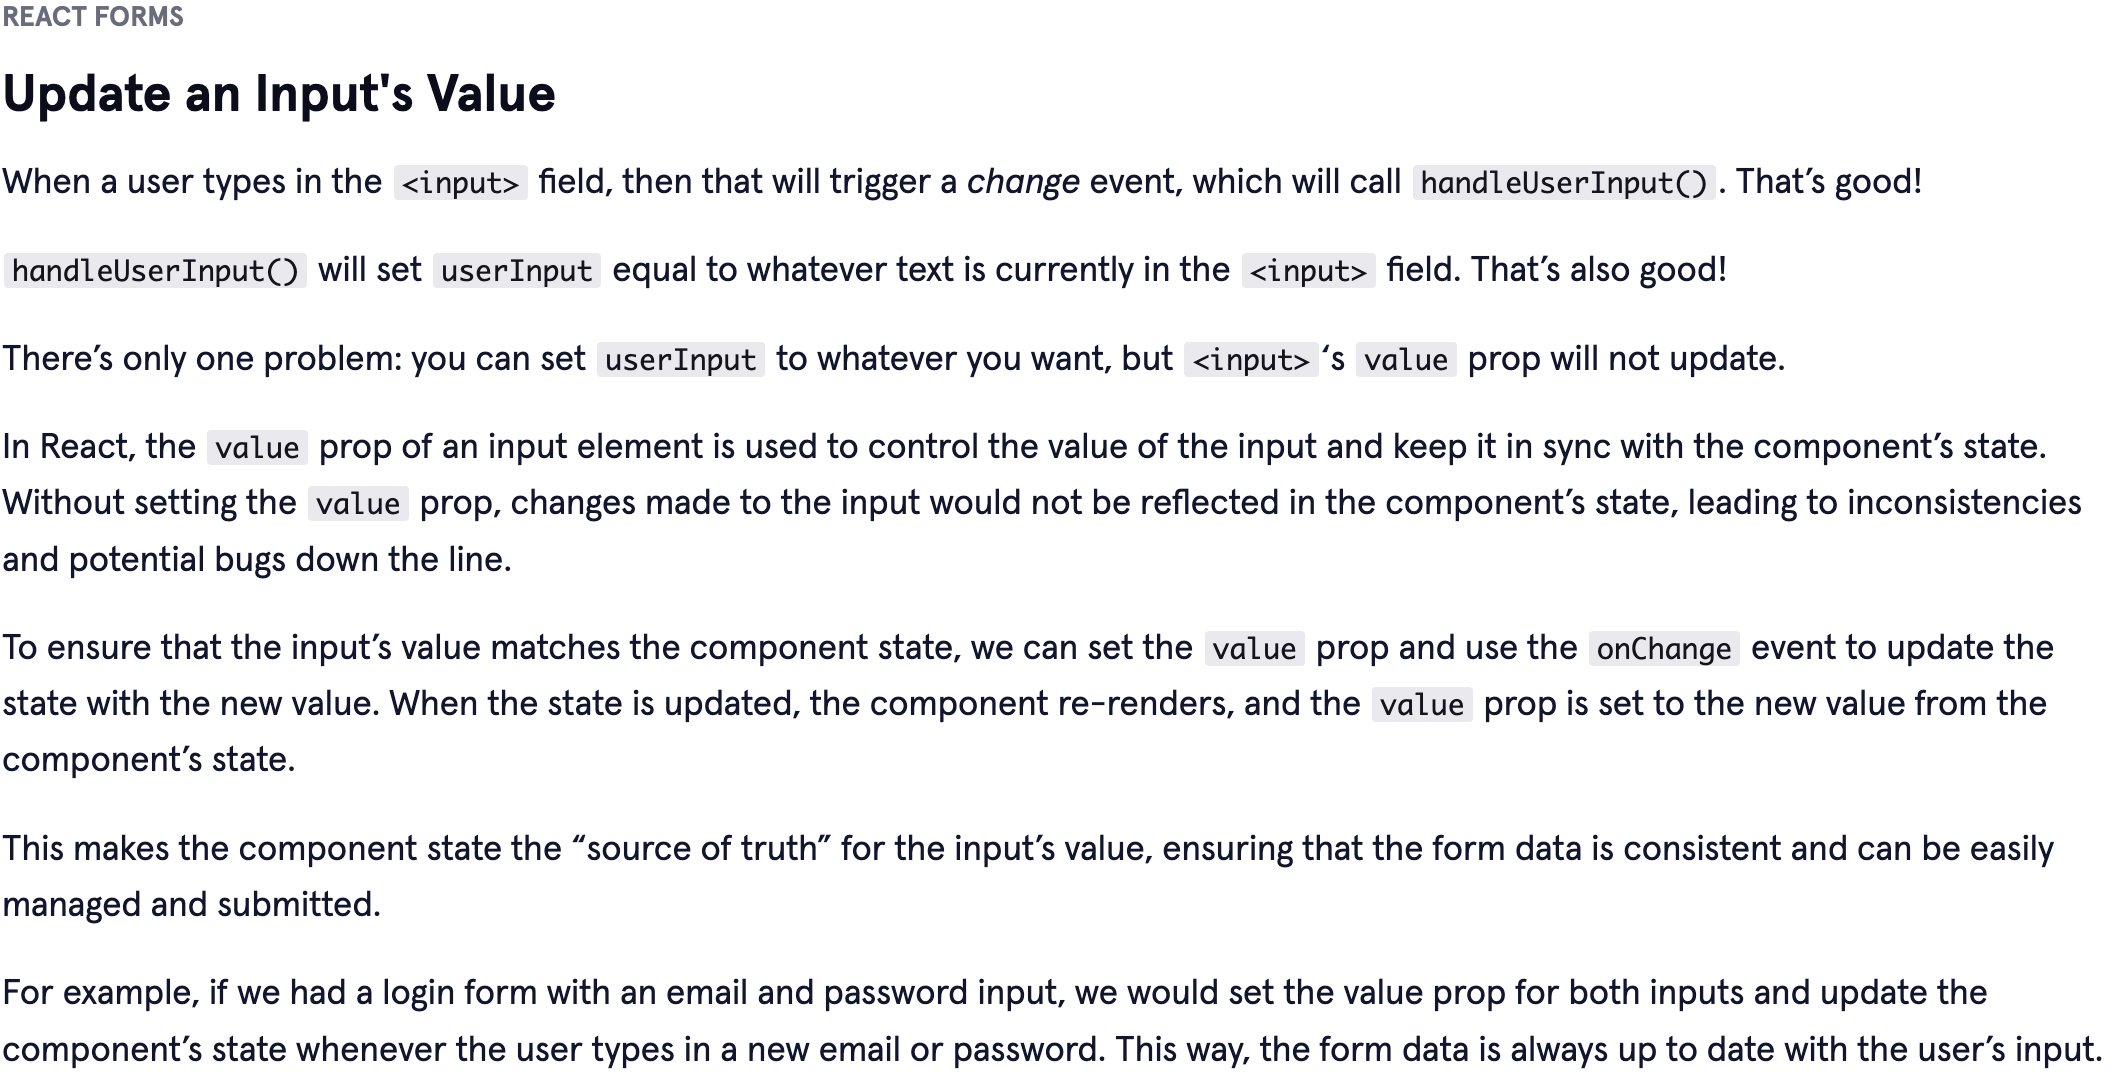 REACT FORMS
Update an Input's Value
When a user types in the <input> field, then that will trigger a change event, which will call handleUserInput(). That’s good!
handleUserInput() will set userInput equal to whatever text is currently in the <input> field. That’s also good!
There’s only one problem: you can set userInput to whatever you want, but <input>‘s value prop will not update.
In React, the value prop of an input element is used to control the value of the input and keep it in sync with the component’s state.
Without setting the value prop, changes made to the input would not be reflected in the component’s state, leading to inconsistencies
and potential bugs down the line.
To ensure that the input’s value matches the component state, we can set the value prop and use the onChange event to update the
state with the new value. When the state is updated, the component re-renders, and the value prop is set to the new value from the
component’s state.
This makes the component state the “source of truth” for the input’s value, ensuring that the form data is consistent and can be easily
managed and submitted.
For example, if we had a login form with an email and password input, we would set the value prop for both inputs and update the
component’s state whenever the user types in a new email or password. This way, the form data is always up to date with the user’s input.